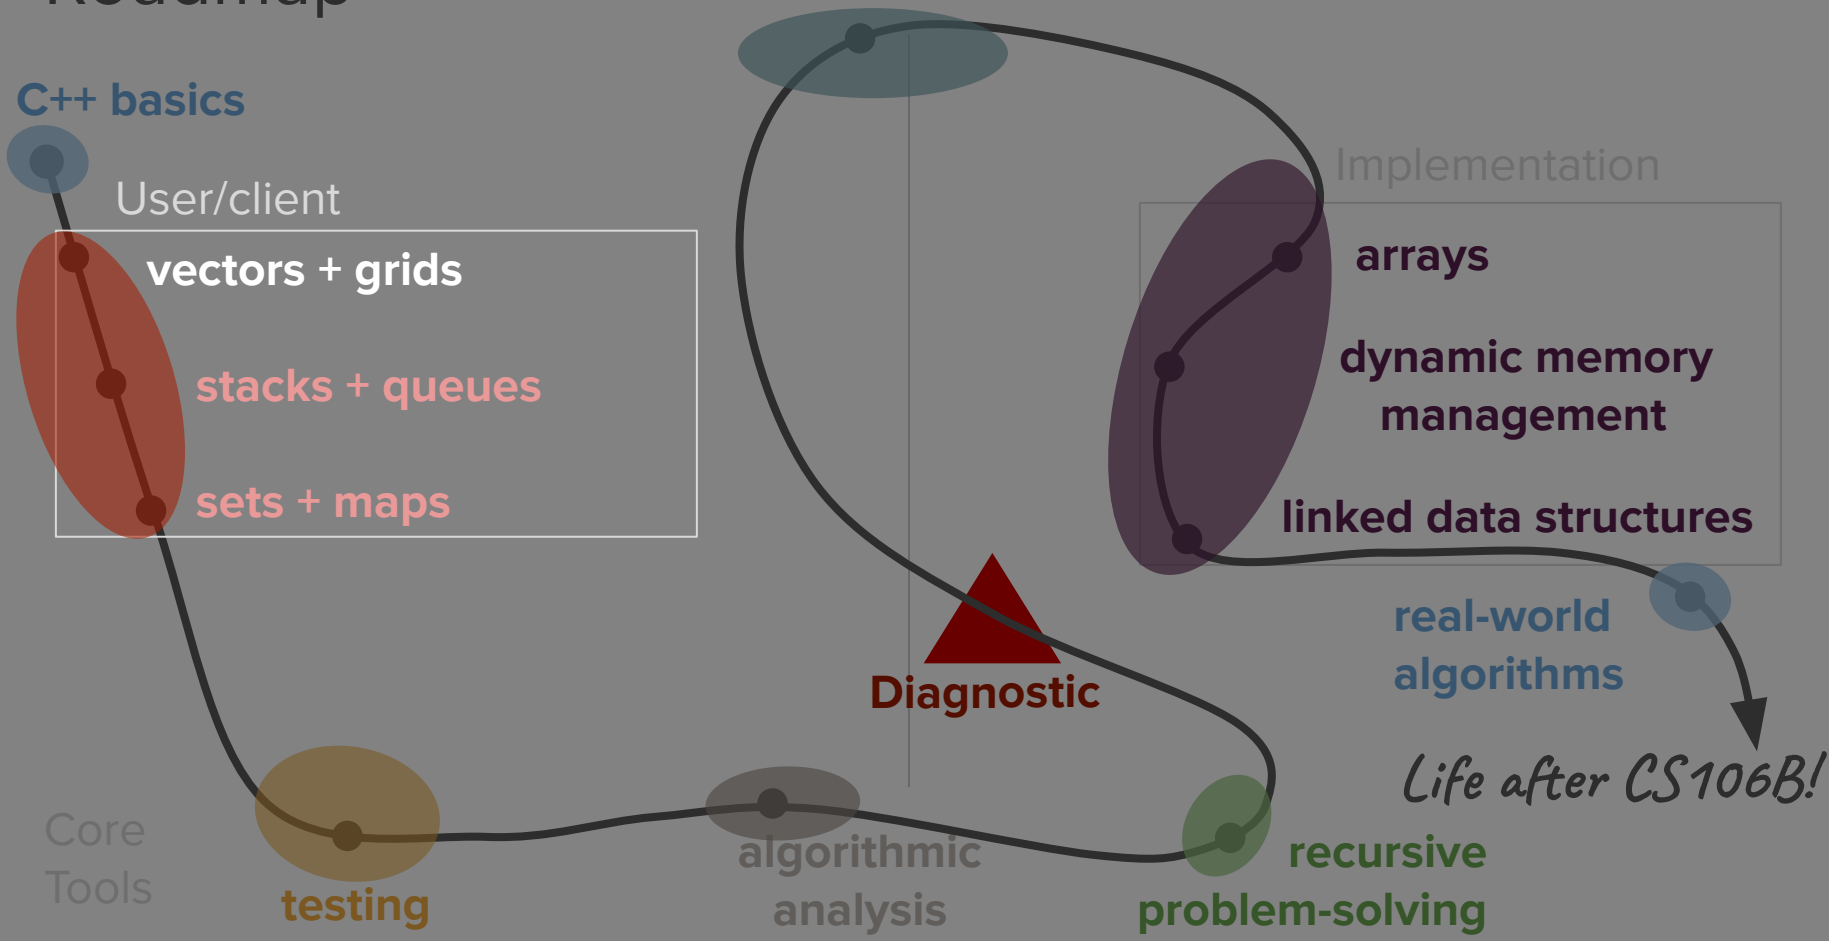 Roadmap
C++ basics
User/client
vectors + grids
stacks + queues
sets + maps
Core
Tools
testing
algorithmic
analysis
recursive
problem-solving
Diagnostic
Implementation
arrays
dynamic memory
management
linked data structures
real-world
algorithms
Life after CS106B!